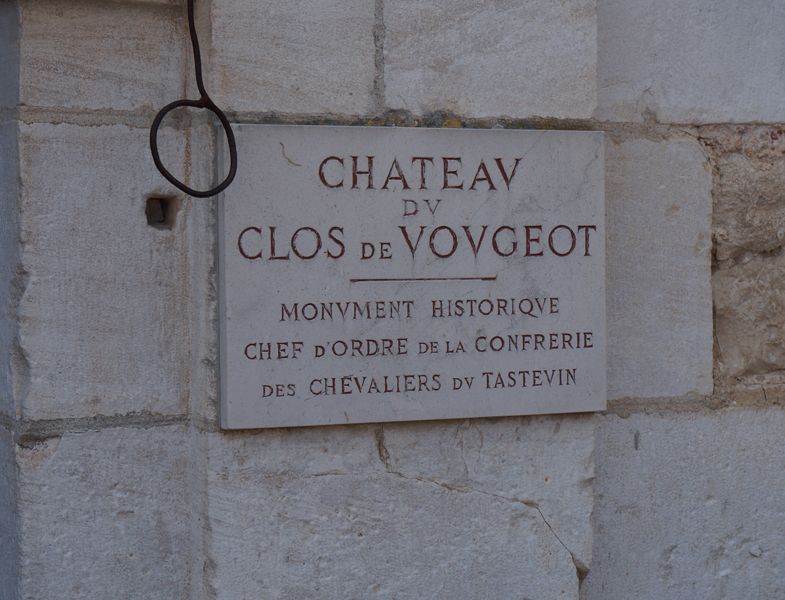 CHATEAV
DV
CLOS DE VOVGEOT
MONVMENT HISTORIQVE
CHEF D'ORDRE DE LA CONFRERIE
DES CHEVALIERS DV TASTEVIN